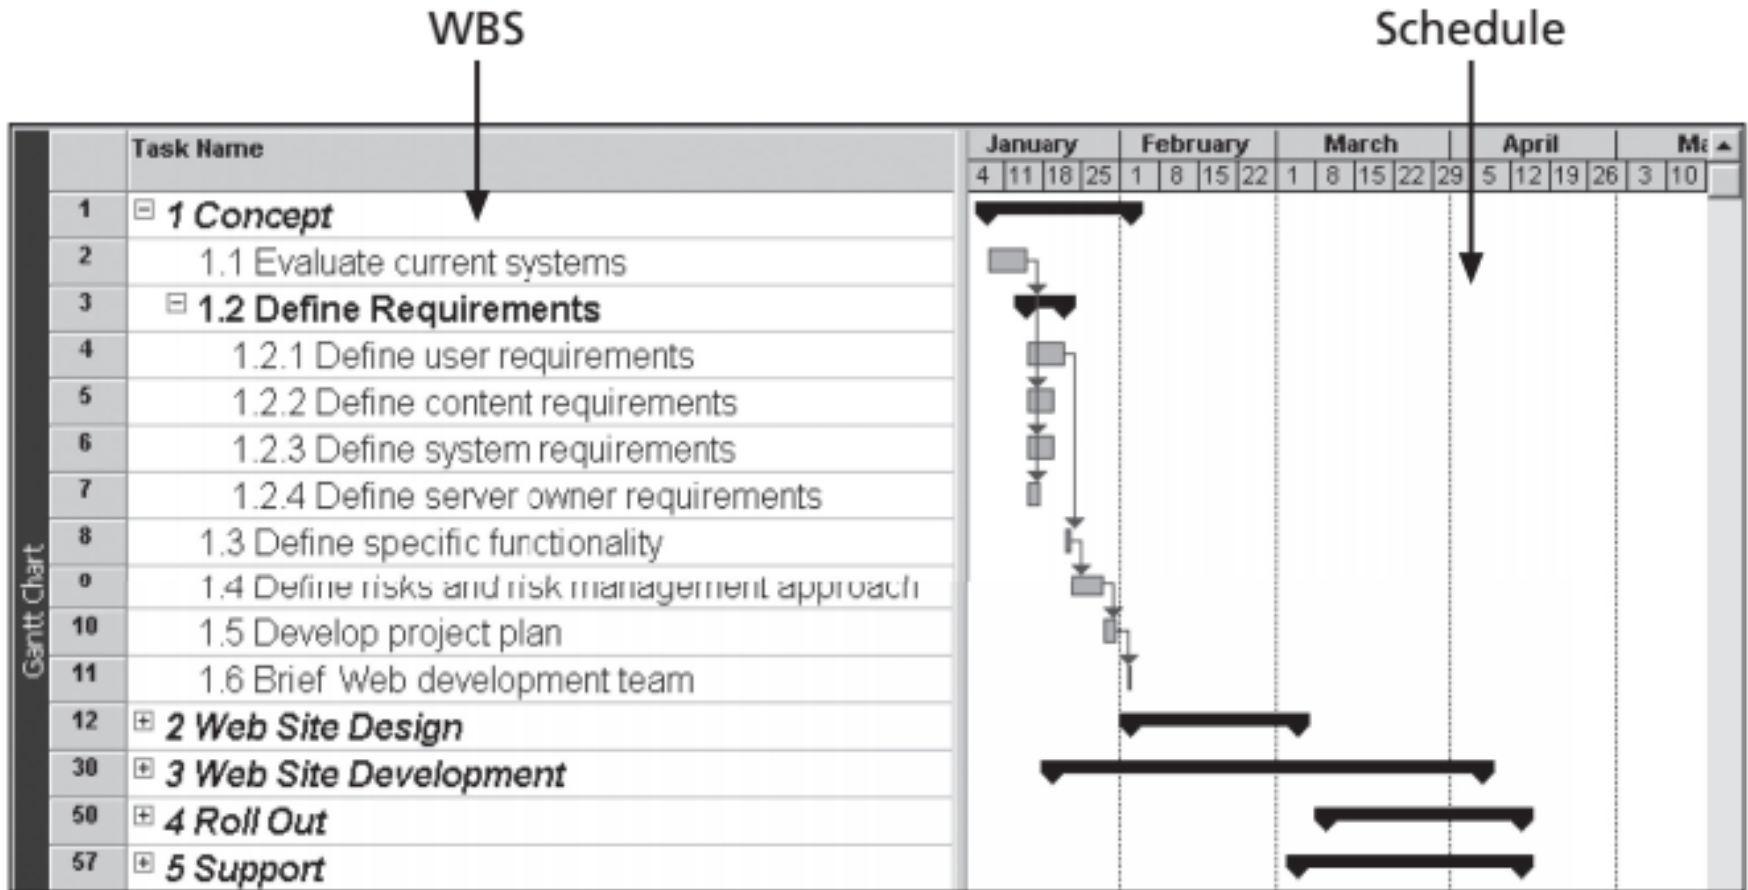 WBS Schedule
Task Name January February March April Ma
4 11 18 25 1 8 15 22 1 8 15 22 29 5 12 19 26 3 10
1 1 Concept
2 1.1 Evaluate current systems
3 1.2 Define Requirements
4 1.2.1 Define user requirements
5 1.2.2 Define content requirements
6 1.2.3 Define system requirements
7 1.2.4 Define server owner requirements
8 1.3 Define specific functionality
9 1.4 Define risks and risk management approach
10 1.5 Develop project plan
11 1.6 Brief Web development team
12 2 Web Site Design
30 3 Web Site Development
50 4 Roll Out
57 5 Support
Gantt Chart